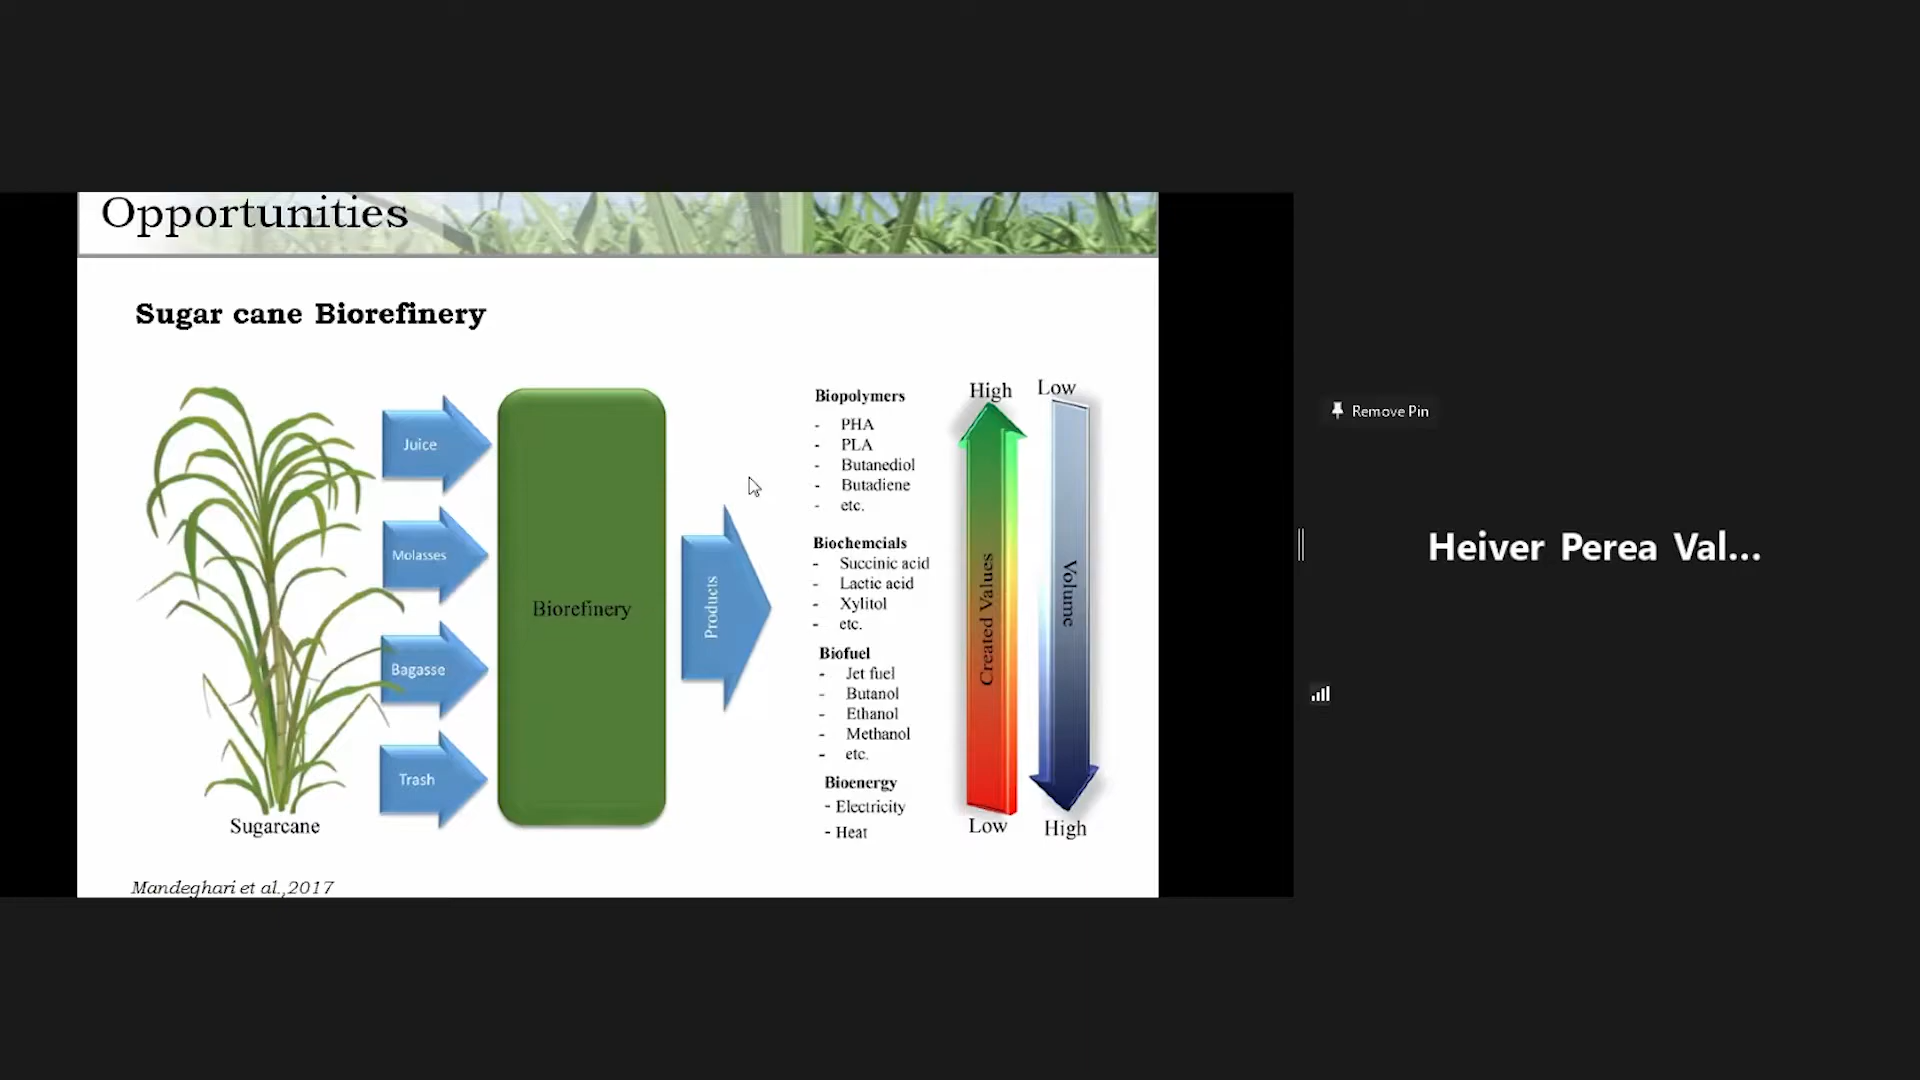 Opportunities
Sugar cane Biorefinery
Juice
Molasses
Bagasse
Trash
Sugarcane
Biorefinery
Products
Biopolymers
- PHA
- PLA
- Butanediol
- Butadiene
- etc.
Biochemcials
- Succinic acid
- Lactic acid
- Xylitol
- etc.
Biofuel
- Jet fuel
- Butanol
- Ethanol
- Methanol
- etc.
Bioenergy
- Electricity
- Heat
High
Created Values
Low
Low
Volume
High
Mandeghari et al.,2017
Remove Pin
Heiver Perea Val...